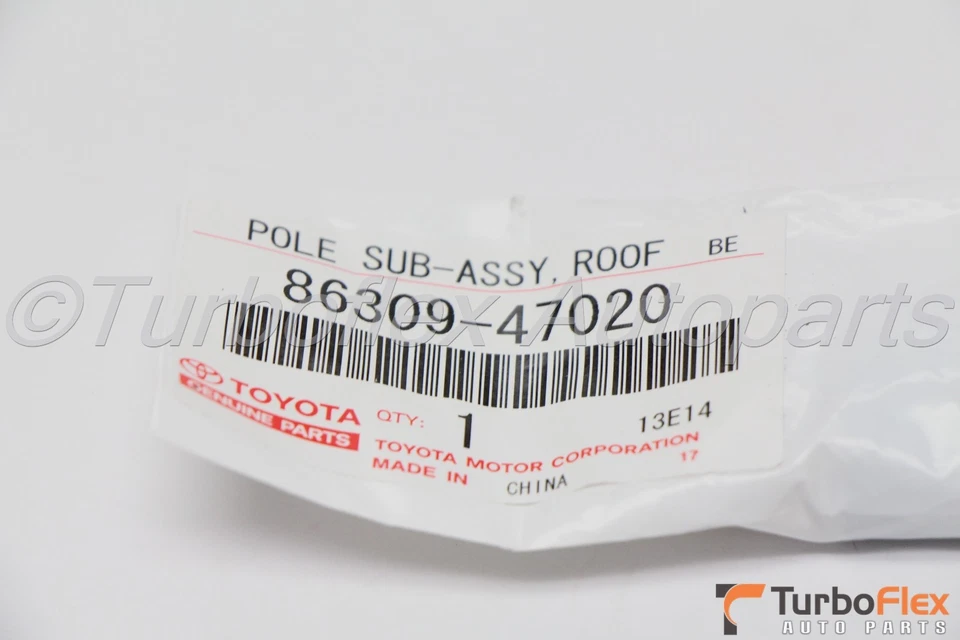 POLE SUB-ASSY, ROOF BE
86309-47020
©Turboflex Autoparts
TOYOTA
GENUINE PARTS
QTY: 1 13E14
TOYOTA MOTOR CORPORATION 17
MADE IN CHINA
TurboFlex
AUTO PARTS